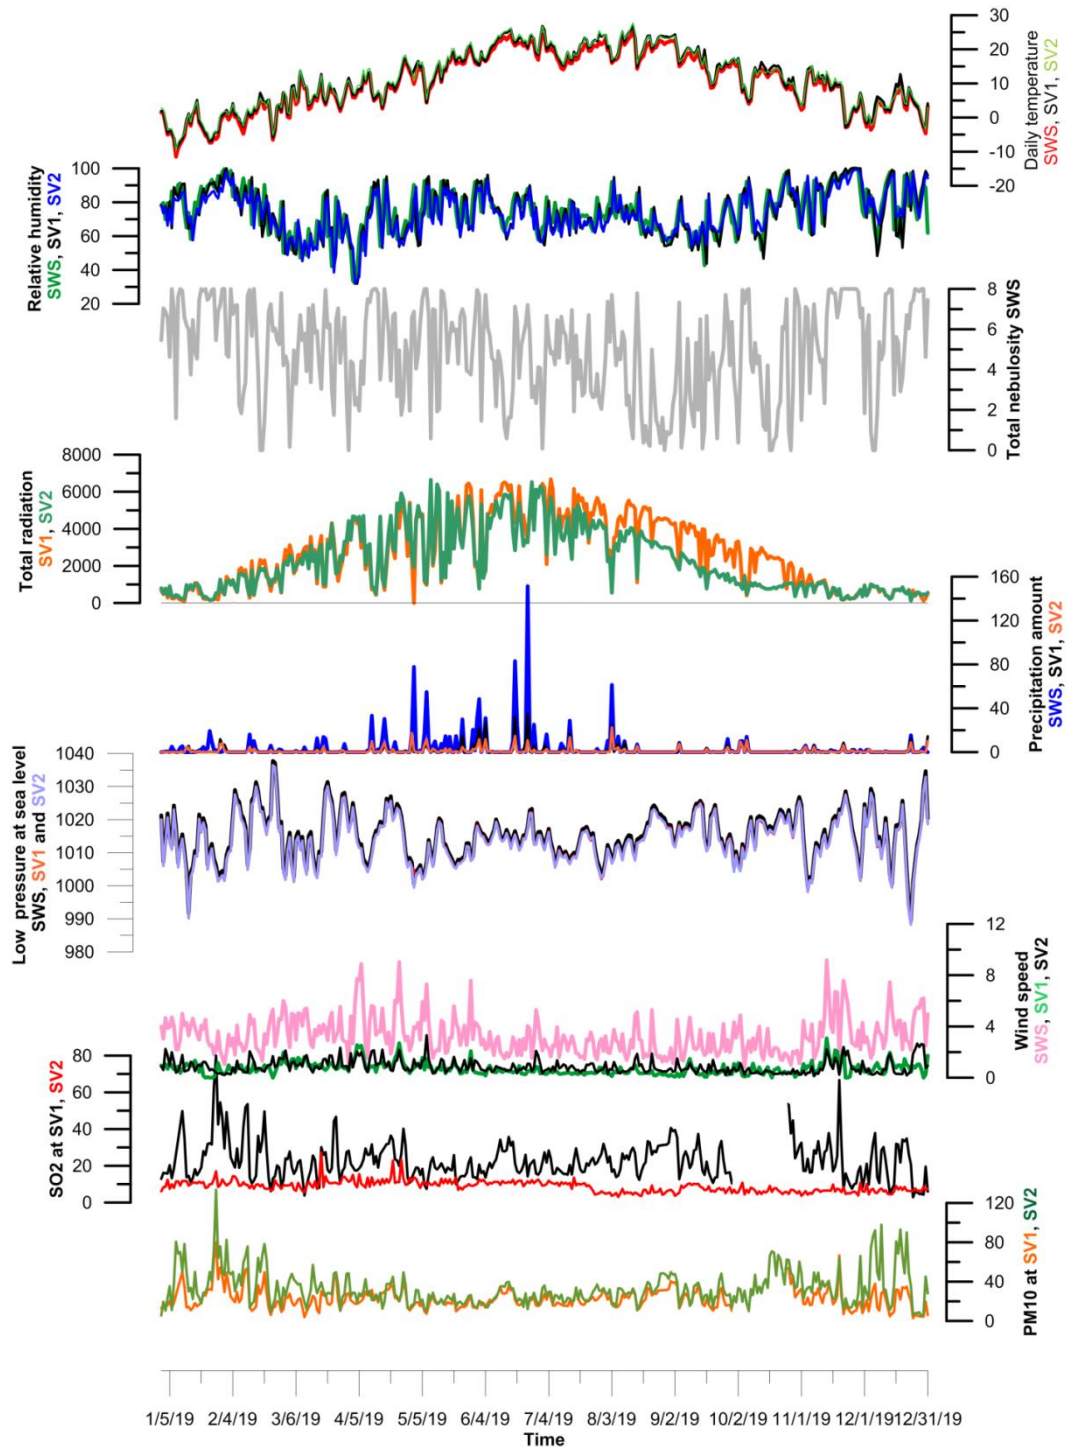 30
20
10
0
-10
-20
Daily temperature
SWS, SV1, SV2
100
80
60
40
20
Relative humidity
SWS, SV1, SV2
8
6
4
2
0
Total nebulosity SWS
8000
6000
4000
2000
0
Total radiation
SV1, SV2
160
120
80
40
0
Precipitation amount
SWS, SV1, SV2
1040
1030
1020
1010
1000
990
980
Low pressure at sea level
SWS, SV1 and SV2
12
8
4
0
Wind speed
SWS, SV1, SV2
80
60
40
20
0
SO2 at SV1, SV2
120
80
40
0
PM10 at SV1, SV2
1/5/19 2/4/19 3/6/19 4/5/19 5/5/19 6/4/19 7/4/19 8/3/19 9/2/19 10/2/19 11/1/19 12/1/19 12/31/19
Time